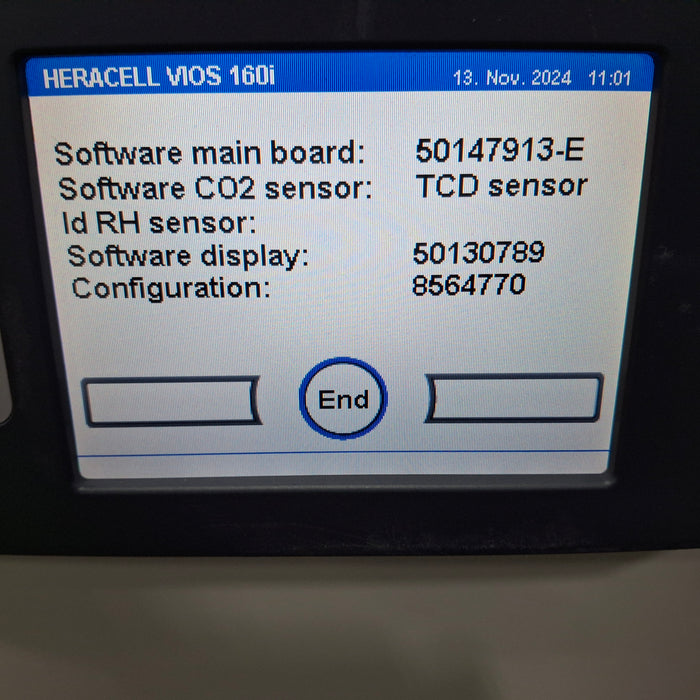 HERACELL VIOS 160i 13. Nov. 2024 11:01
Software main board: 50147913-E
Software CO2 sensor: TCD sensor
Id RH sensor:
Software display: 50130789
Configuration: 8564770
End